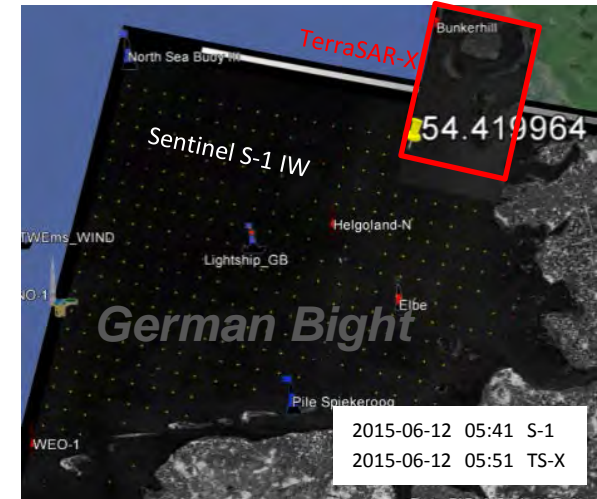 Bunkerhill
TerraSAR-X
North Sea Buoy III
54.419964
Sentinel S-1 IW
Helgoland-N
TWEms_WIND
Lightship_GB
NO-1
Elbe
German Bight
Pile Spiekeroog
2015-06-12 05:41 S-1
WEO-1
2015-06-12 05:51 TS-X